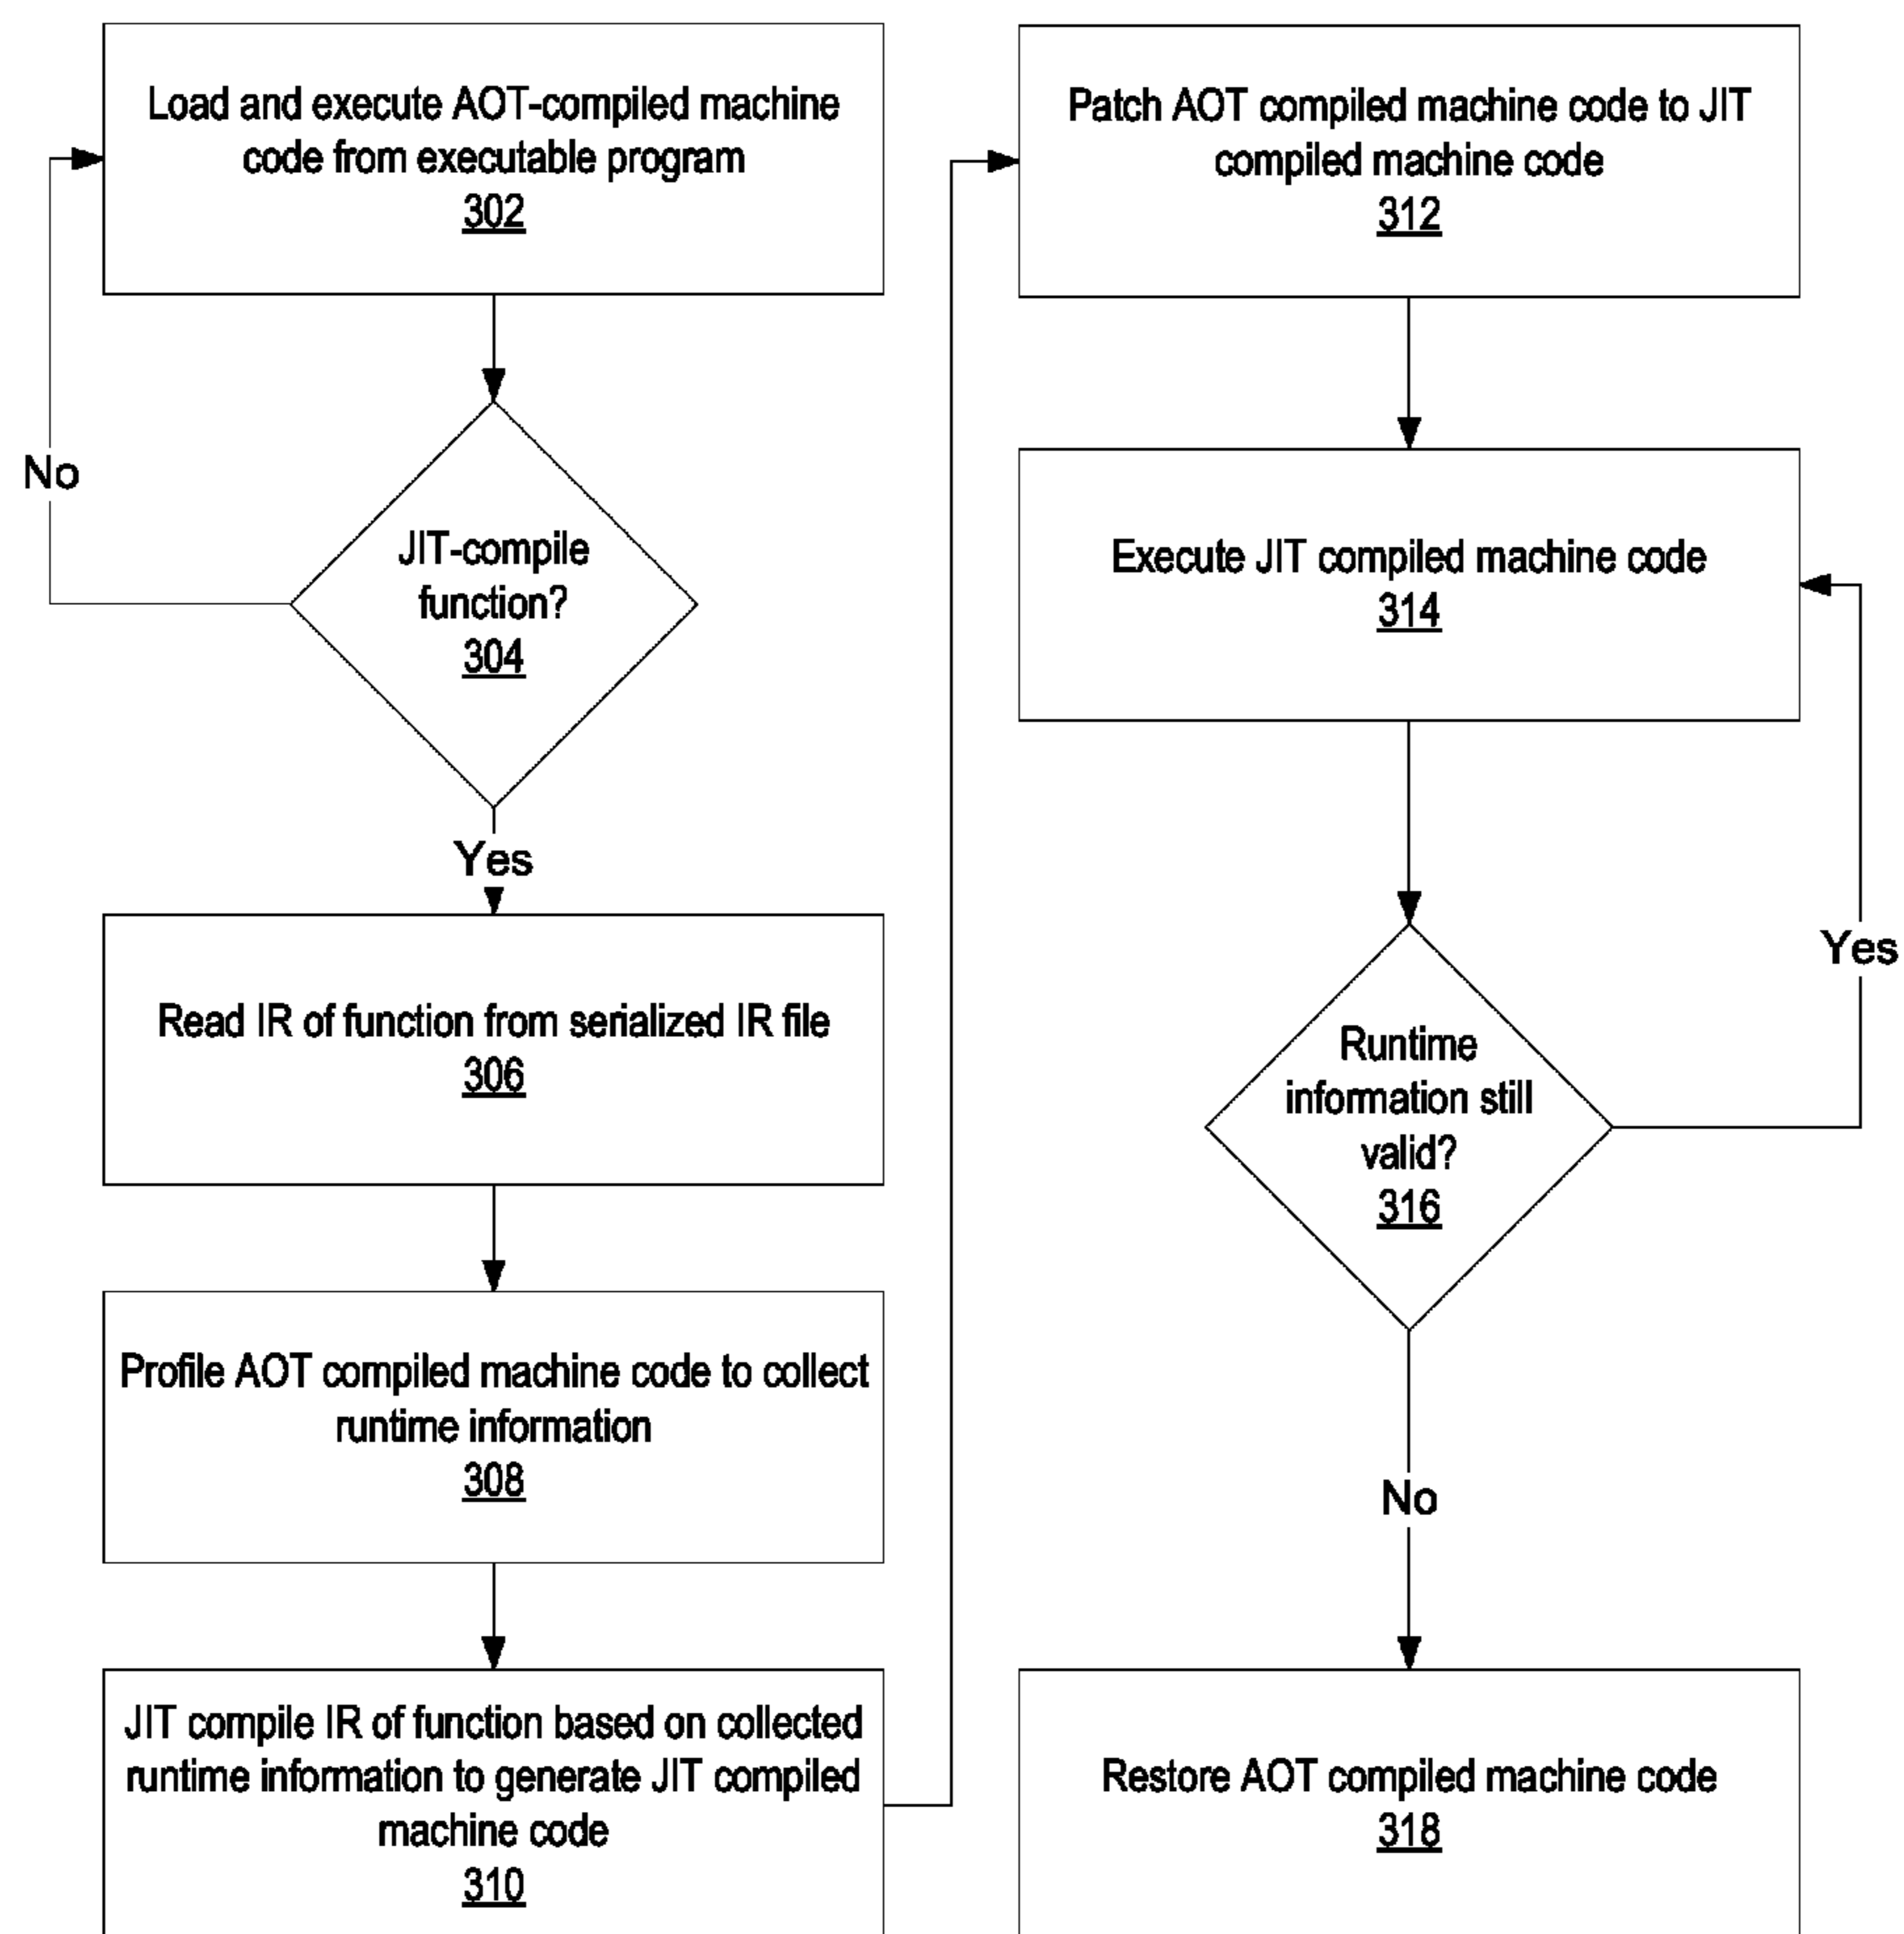 Load and execute AOT-compiled machine
code from executable program
302
No
JIT-compile
function?
304
Yes
Read IR of function from serialized IR file
306
Profile AOT compiled machine code to collect
runtime information
308
JIT compile IR of function based on collected
runtime information to generate JIT compiled
machine code
310
Patch AOT compiled machine code to JIT
compiled machine code
312
Execute JIT compiled machine code
314
Yes
Runtime
information still
valid?
316
No
Restore AOT compiled machine code
318